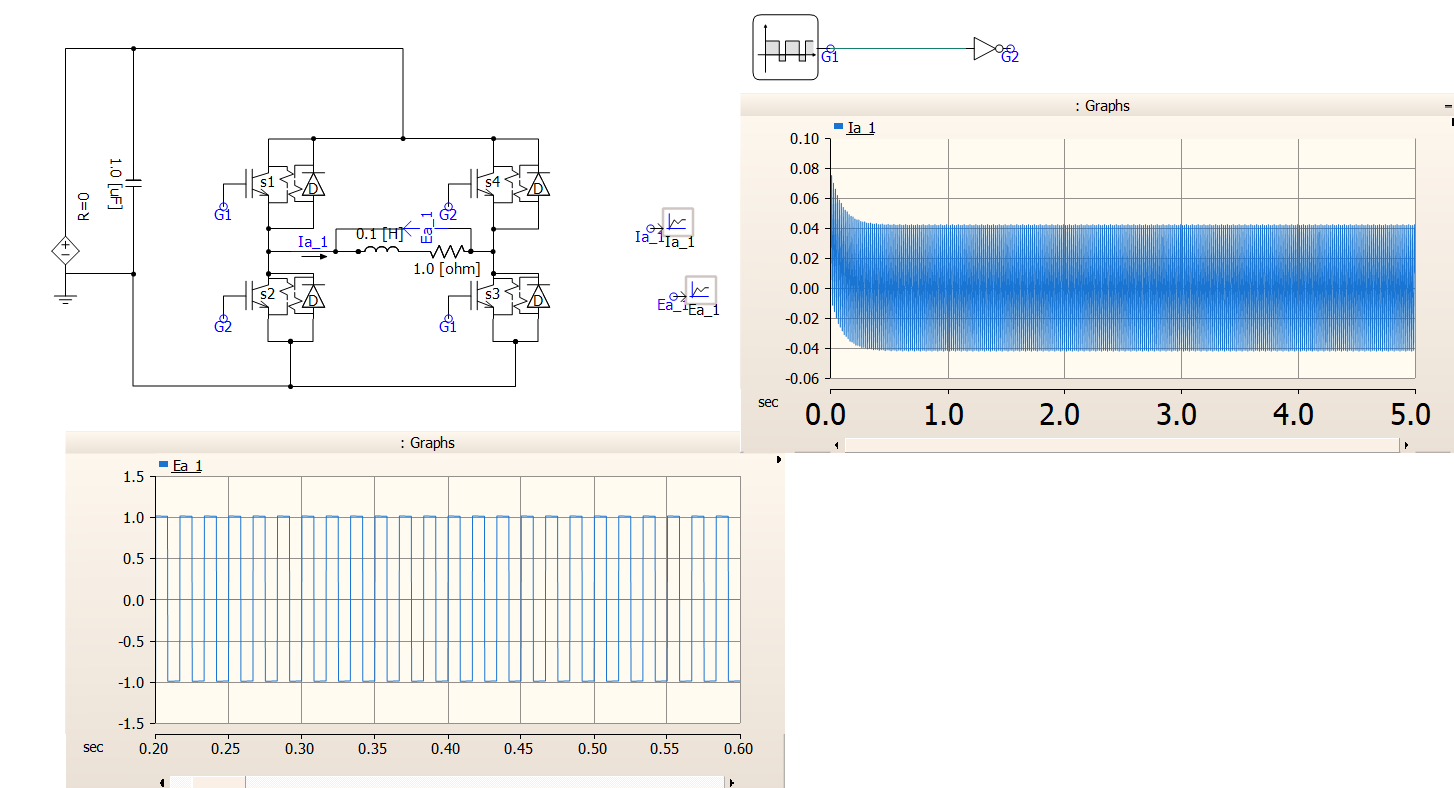 G1
G2
: Graphs
Ia_1
0.10
0.08
0.06
0.04
0.02
0.00
-0.02
-0.04
-0.06
sec
0.0 1.0 2.0 3.0 4.0 5.0
R=0
1.0 [uF]
s1
D
G1
s4
D
G2
Ia_1
0.1 [H]
Ea_1
1.0 [ohm]
s2
D
G2
s3
D
G1
Ia_1
Ia_1
Ea_1
Ea_1
: Graphs
Ea_1
1.5
1.0
0.5
0.0
-0.5
-1.0
-1.5
sec
0.20 0.25 0.30 0.35 0.40 0.45 0.50 0.55 0.60